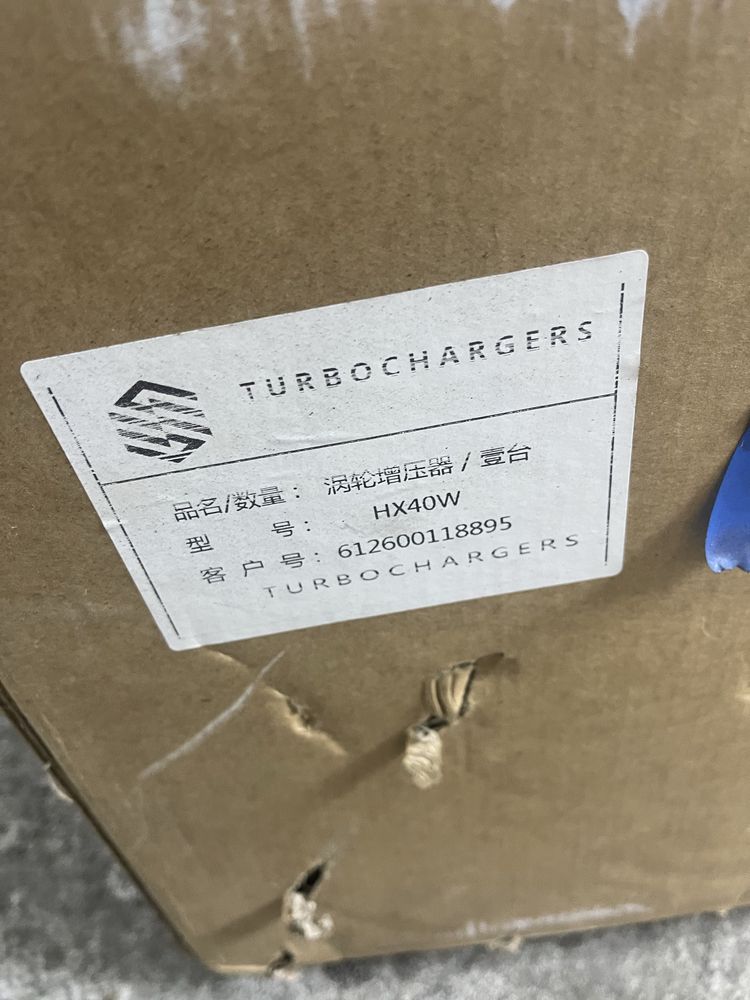 TURBOCHARGERS
品名/数量： 涡轮增压器 / 壹台
型 号： HX40W
客 户 号： 612600118895
TURBOCHARGERS